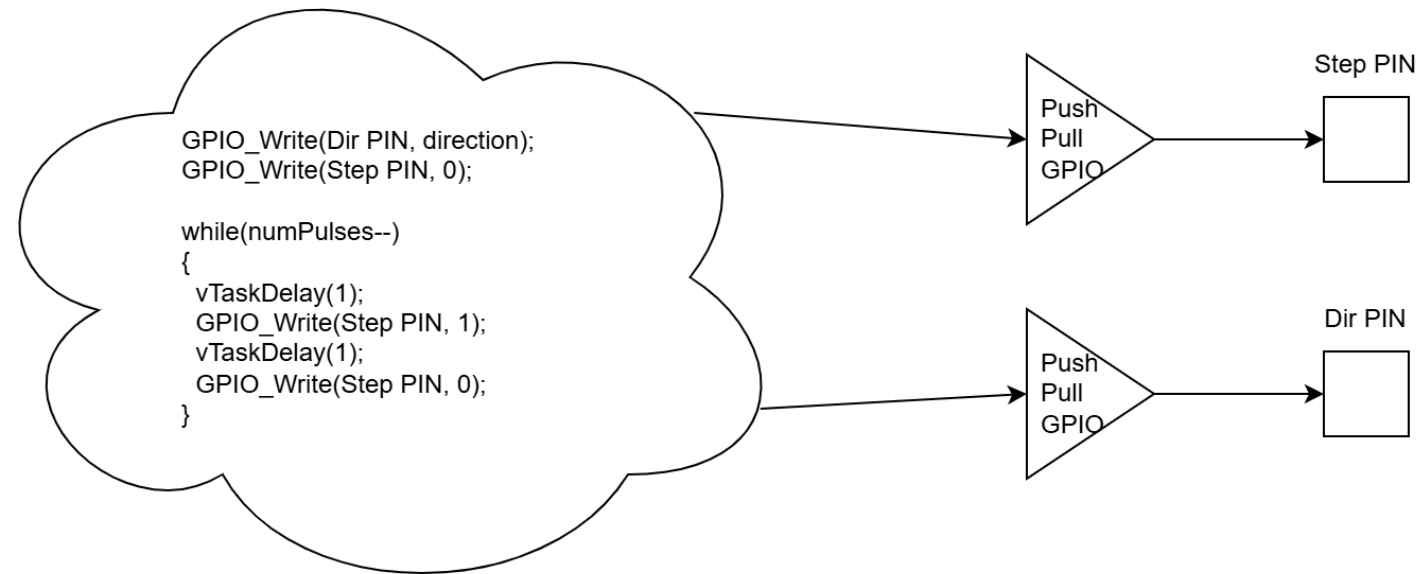 GPIO_Write(Dir PIN, direction);
GPIO_Write(Step PIN, 0);
while(numPulses--)
{
vTaskDelay(1);
GPIO_Write(Step PIN, 1);
vTaskDelay(1);
GPIO_Write(Step PIN, 0);
}
Push
Pull
GPIO
Step PIN
Push
Pull
GPIO
Dir PIN